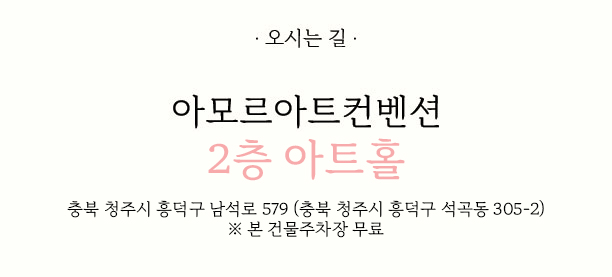 · 오시는 길 ·
아모르아트컨벤션
2층 아트홀
충북 청주시 흥덕구 남석로 579 (충북 청주시 흥덕구 석곡동 305-2)
※ 본 건물주차장 무료